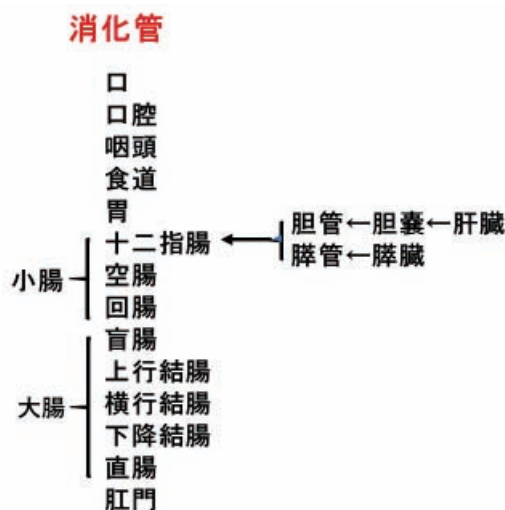 消化管
口
口腔
咽頭
食道
胃
十二指腸
胆管←胆嚢←肝臓
膵管←膵臓
小腸
空腸
回腸
盲腸
上行結腸
大腸
横行結腸
下降結腸
直腸
肛門